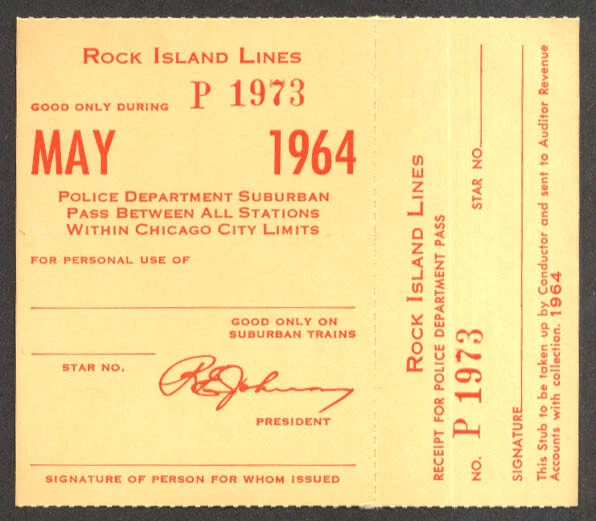 ROCK ISLAND LINES
P 1973
GOOD ONLY DURING
MAY 1964
POLICE DEPARTMENT SUBURBAN
PASS BETWEEN ALL STATIONS
WITHIN CHICAGO CITY LIMITS
FOR PERSONAL USE OF
GOOD ONLY ON
SUBURBAN TRAINS
STAR NO.
R E Johnson
PRESIDENT
SIGNATURE OF PERSON FOR WHOM ISSUED
ROCK ISLAND LINES
RECEIPT FOR POLICE DEPARTMENT PASS
NO. P 1973 STAR NO.
SIGNATURE
This Stub to be taken up by Conductor and sent to Auditor Revenue
Accounts with collection. 1964